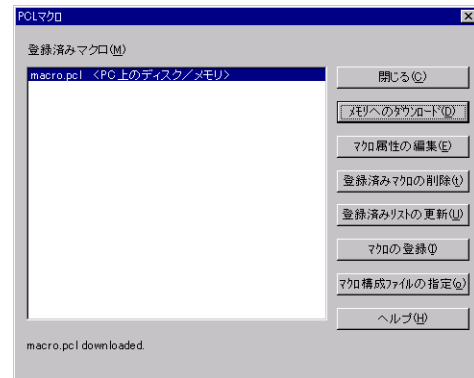 PCLマクロ
登録済みマクロ(M)
macro.pcl <PC上のディスク/メモリ>
閉じる(C)
メモリへのダウンロード(D)
マクロ属性の編集(E)
登録済みマクロの削除(t)
登録済みリストの更新(U)
マクロの登録(I)
マクロ構成ファイルの指定(o)
ヘルプ(H)
macro.pcl downloaded.